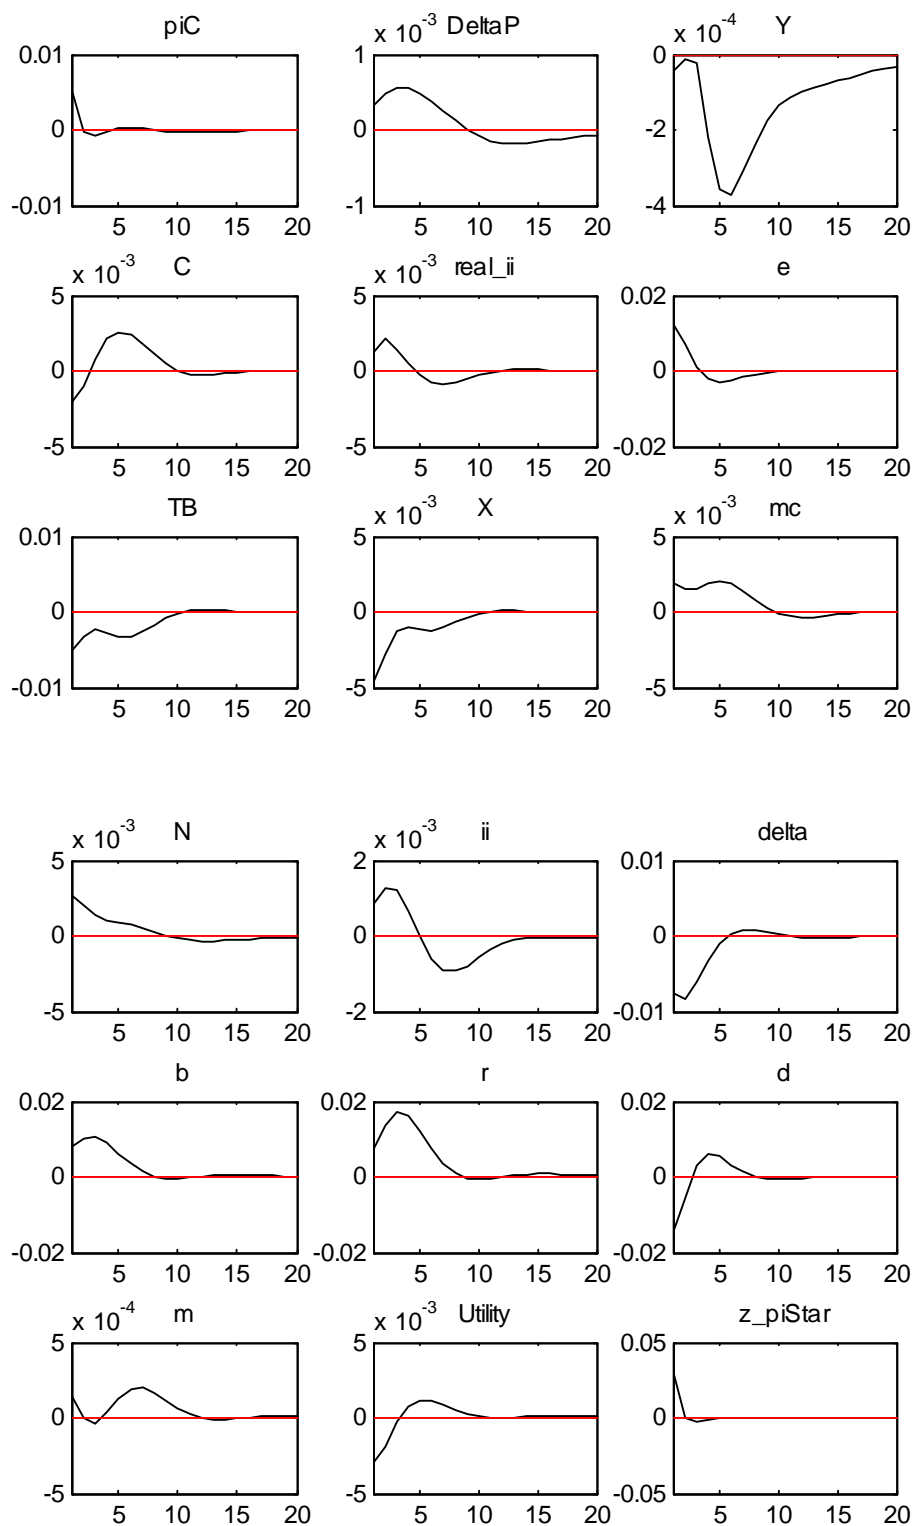 piC
0.01
0
-0.01
5 10 15 20
x 10^-3 DeltaP
1
0
-1
5 10 15 20
x 10^-4 Y
0
-2
-4
5 10 15 20
x 10^-3 C
5
0
-5
5 10 15 20
x 10^-3 real_ii
5
0
-5
5 10 15 20
e
0.02
0
-0.02
5 10 15 20
TB
0.01
0
-0.01
5 10 15 20
x 10^-3 X
5
0
-5
5 10 15 20
x 10^-3 mc
5
0
-5
5 10 15 20
x 10^-3 N
5
0
-5
5 10 15 20
x 10^-3 ii
2
0
-2
5 10 15 20
delta
0.01
0
-0.01
5 10 15 20
b
0.02
0
-0.02
5 10 15 20
r
0.02
0
-0.02
5 10 15 20
d
0.02
0
-0.02
5 10 15 20
x 10^-4 m
5
0
-5
5 10 15 20
x 10^-3 Utility
5
0
-5
5 10 15 20
z_piStar
0.05
0
-0.05
5 10 15 20